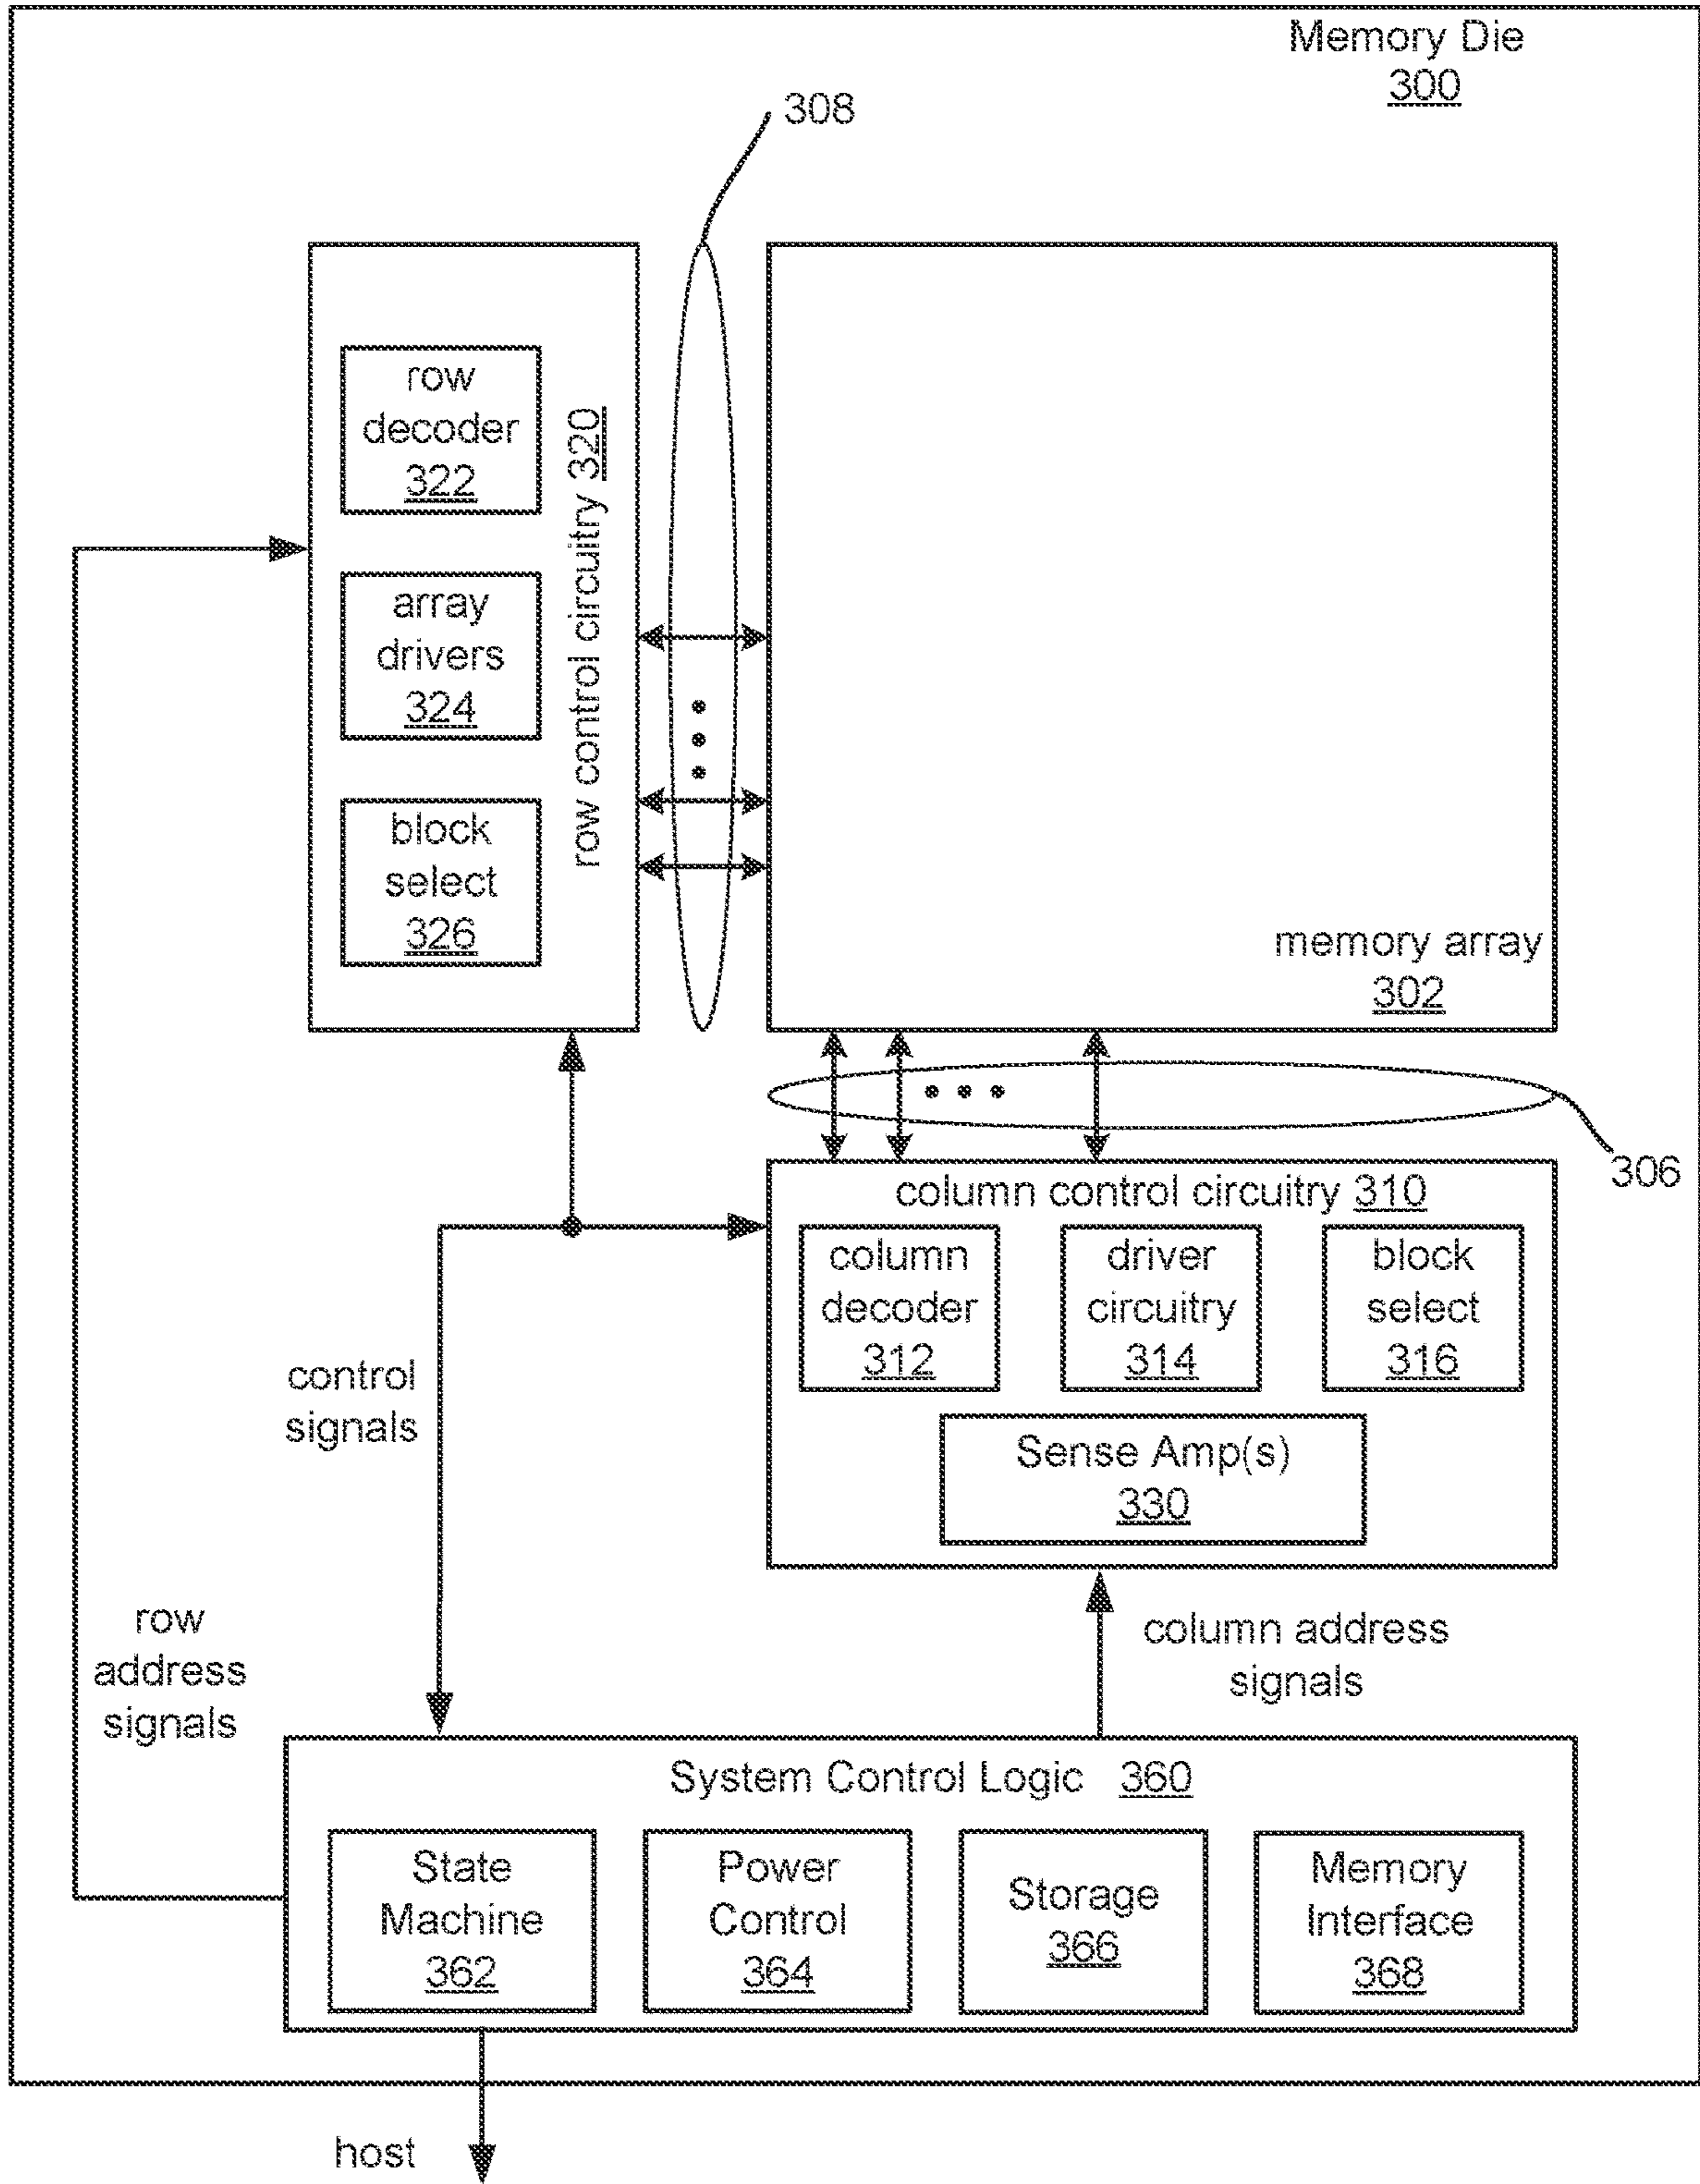 Memory Die
300
308
row
decoder
322
array
drivers
324
block
select
326
row control circuitry 320
memory array
302
306
column control circuitry 310
column
decoder
312
driver
circuitry
314
block
select
316
Sense Amp(s)
330
control
signals
row
address
signals
column address
signals
System Control Logic 360
State
Machine
362
Power
Control
364
Storage
366
Memory
Interface
368
host